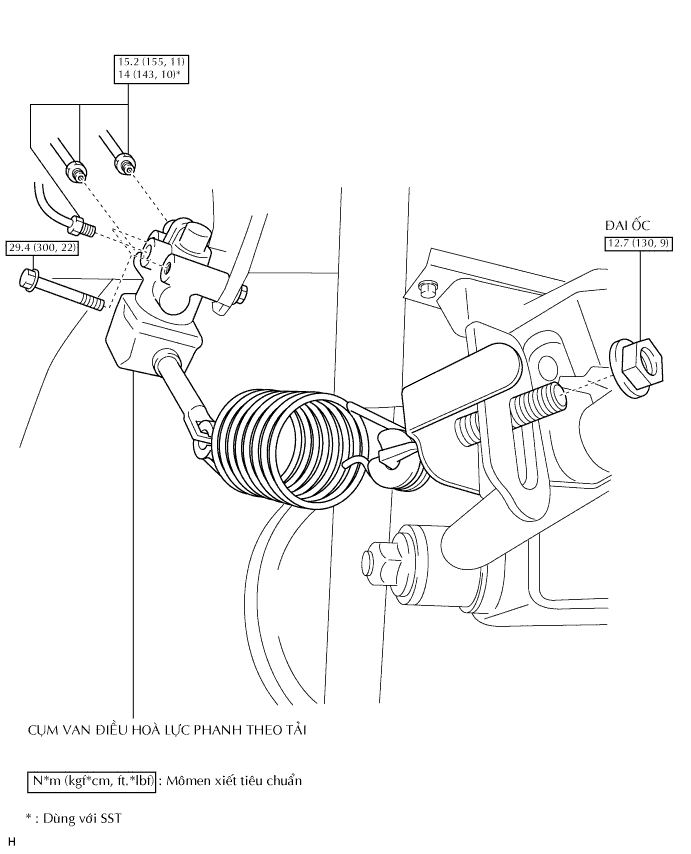 15.2 (155, 11)
14 (143, 10)*
29.4 (300, 22)
ĐAI ỐC
12.7 (130, 9)
CỤM VAN ĐIỀU HOÀ LỰC PHANH THEO TẢI
N*m (kgf*cm, ft.*lbf) : Mômen xiết tiêu chuẩn
* : Dùng với SST
H